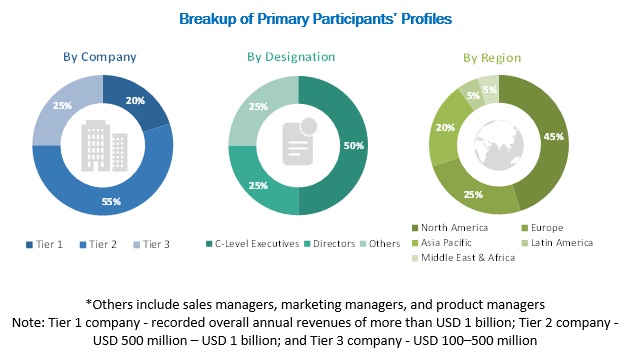 Breakup of Primary Participants’ Profiles
By Company
20%
55%
25%
Tier 1 Tier 2 Tier 3
By Designation
50%
25%
25%
C-Level Executives Directors Others
By Region
45%
25%
20%
5%
5%
North America Europe
Asia Pacific Latin America
Middle East & Africa
*Others include sales managers, marketing managers, and product managers
Note: Tier 1 company - recorded overall annual revenues of more than USD 1 billion; Tier 2 company -
USD 500 million – USD 1 billion; and Tier 3 company - USD 100–500 million